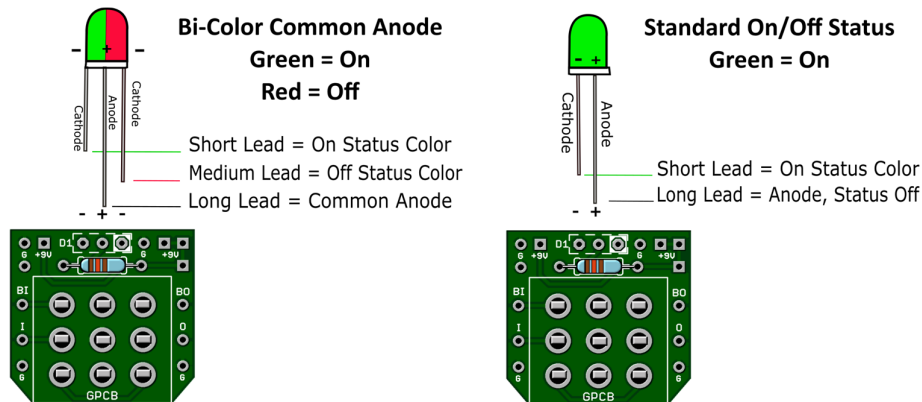 Bi-Color Common Anode
Green = On
Red = Off
- + -
Cathode
Anode
Cathode
Short Lead = On Status Color
Medium Lead = Off Status Color
Long Lead = Common Anode
- + -
D1
G +9V G +9V
BI BO
I O
G G
GPCB
Standard On/Off Status
Green = On
- +
Cathode
Anode
Short Lead = On Status Color
Long Lead = Anode, Status Off
- +
D1
G +9V G +9V
BI BO
I O
G G
GPCB